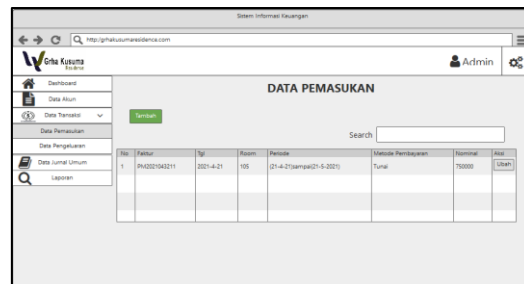 Sistem Informasi Keuangan
http://grhakusumaresidence.com
Grha Kusuma
Residence
Admin
Dashboard
Data Akun
Data Transaksi
Data Pemasukan
Data Pengeluaran
Data Jurnal Umum
Laporan
DATA PEMASUKAN
Tambah
Search
No Faktur Tgl Room Periode Metode Pembayaran Nominal Aksi
1 PM2021043211 2021-4-21 105 (21-4-21)sampai(21-5-2021) Tunai 750000 Ubah